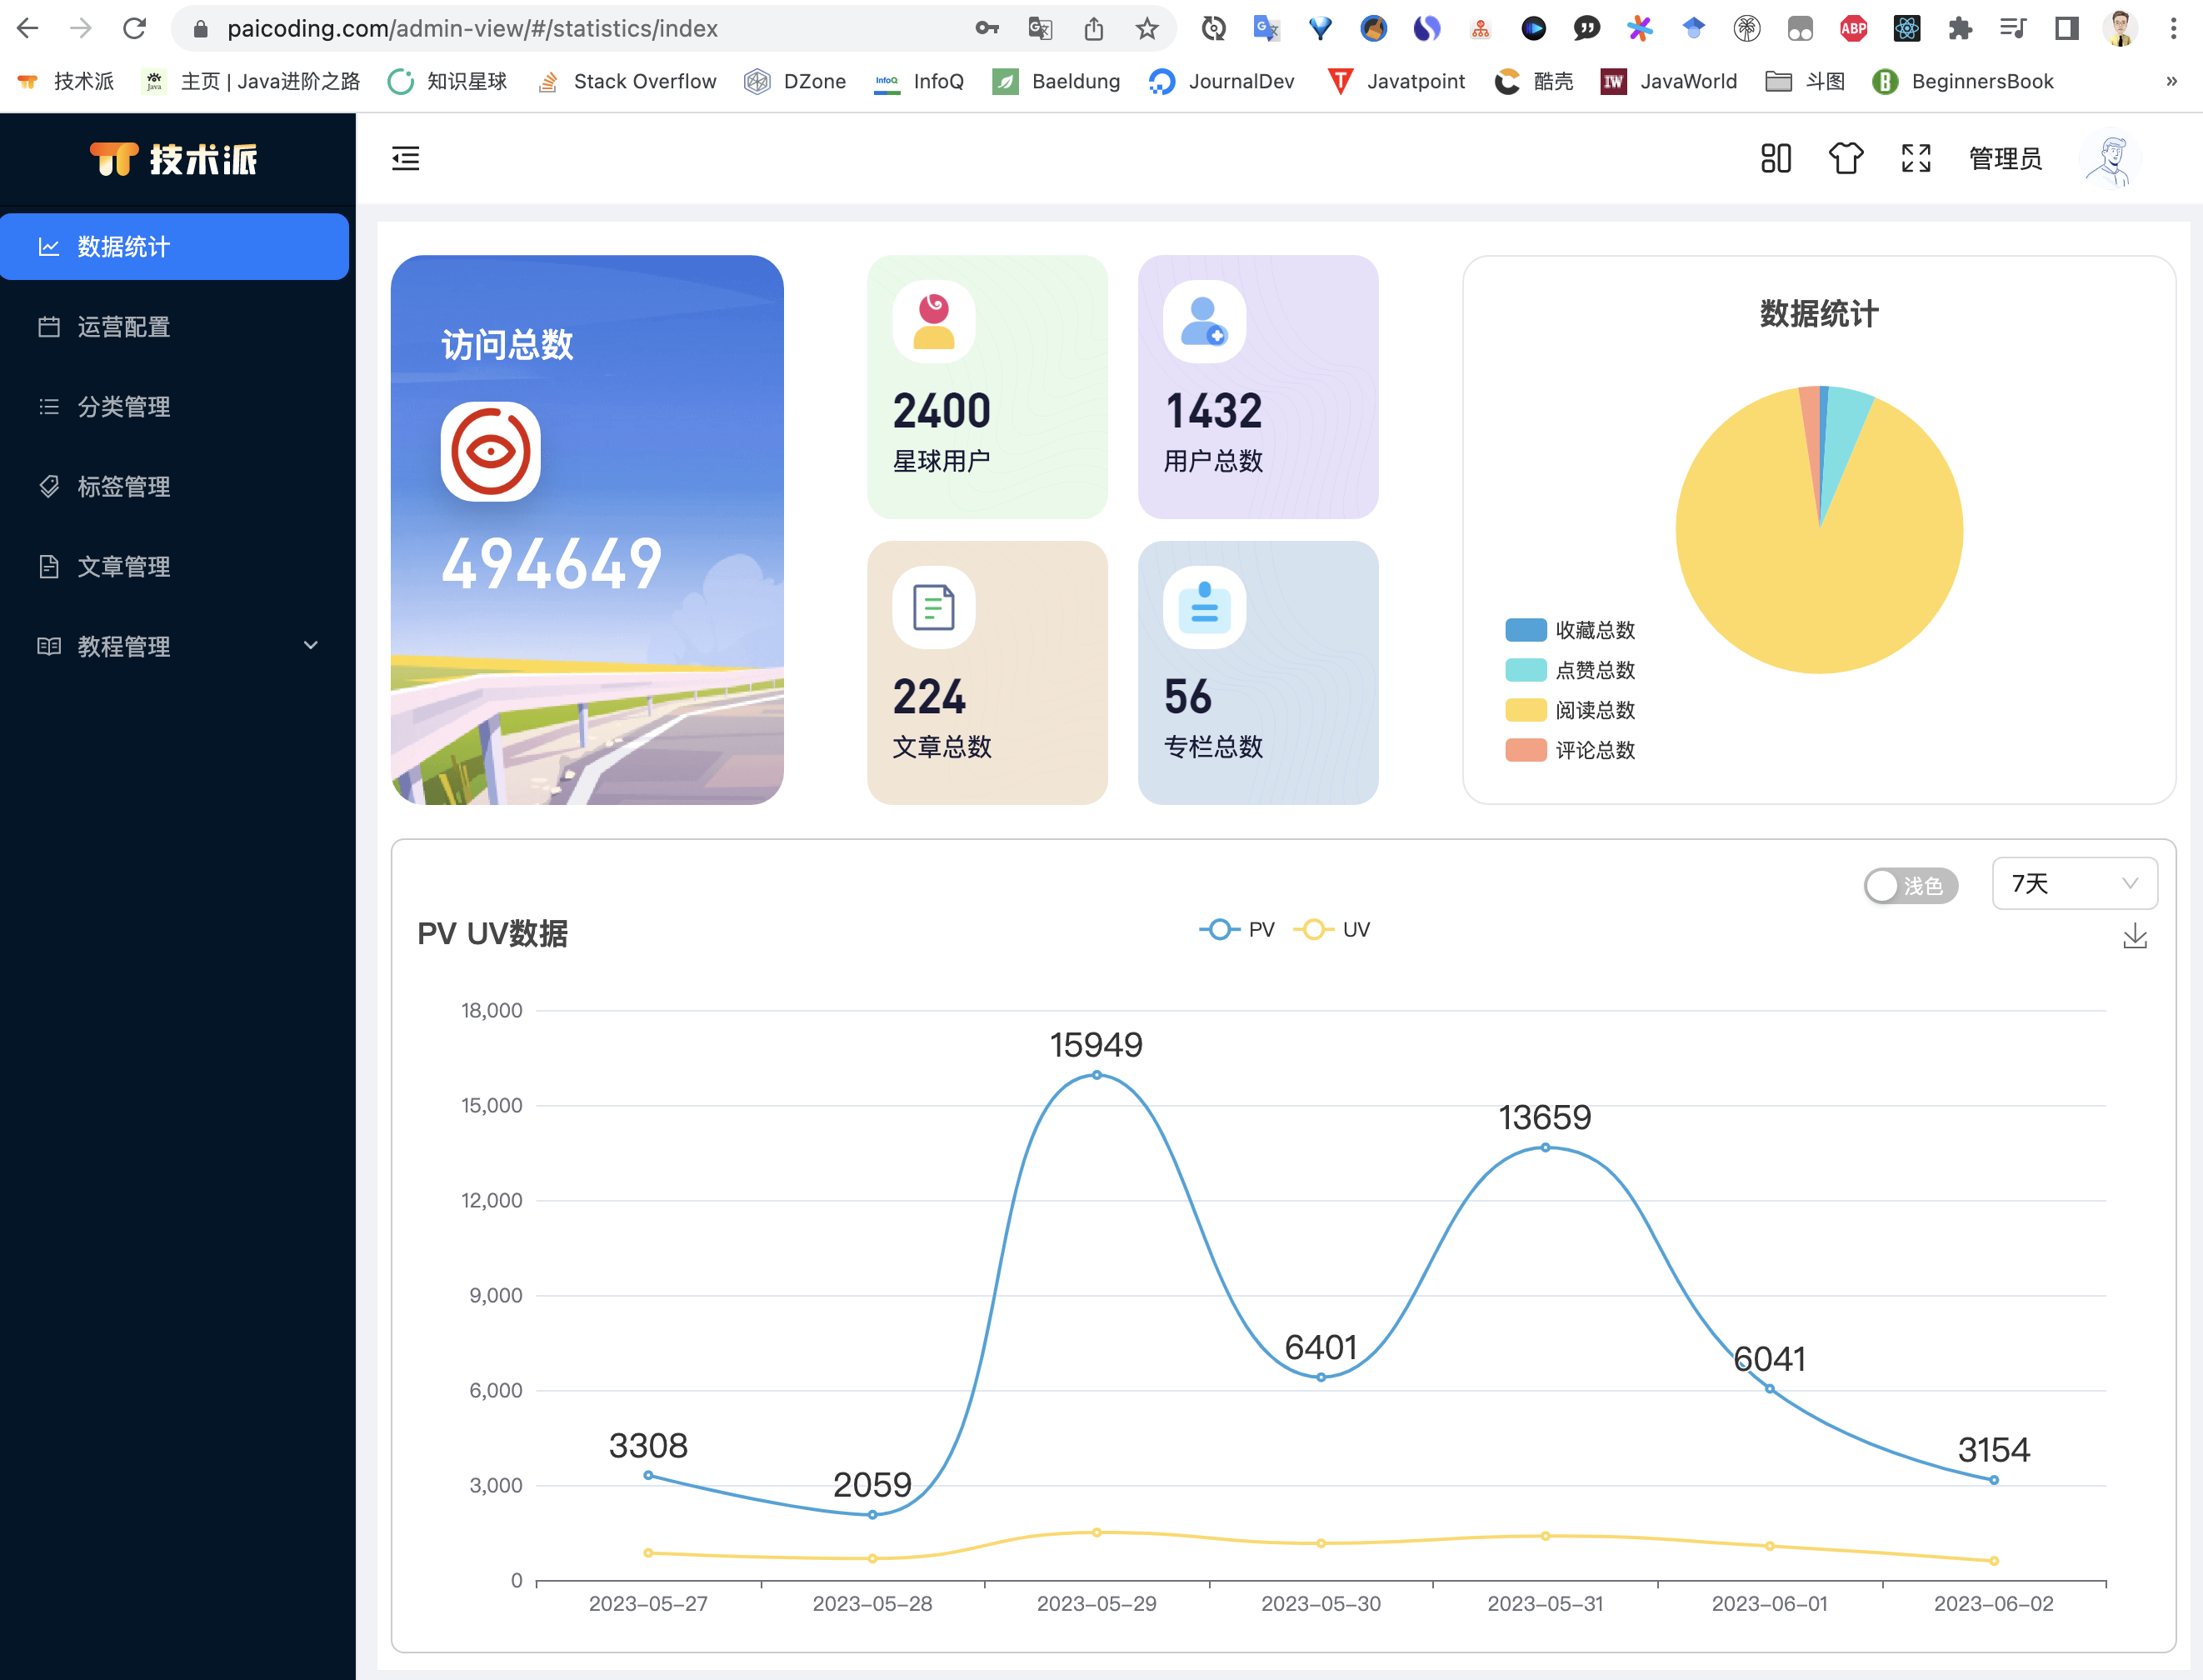 paicoding.com/admin-view/#/statistics/index
技术派 主页 | Java进阶之路 知识星球 Stack Overflow DZone InfoQ InfoQ Baeldung JournalDev Javatpoint 酷壳 IW JavaWorld 斗图 B BeginnersBook »
ABP
技术派
管理员
数据统计
运营配置
分类管理
标签管理
文章管理
教程管理
访问总数
494649
2400
星球用户
1432
用户总数
224
文章总数
56
专栏总数
数据统计
收藏总数
点赞总数
阅读总数
评论总数
浅色
7天
PV UV数据
PV UV
18,000
15,000
12,000
9,000
6,000
3,000
0
3308
2059
15949
6401
13659
6041
3154
2023-05-27 2023-05-28 2023-05-29 2023-05-30 2023-05-31 2023-06-01 2023-06-02